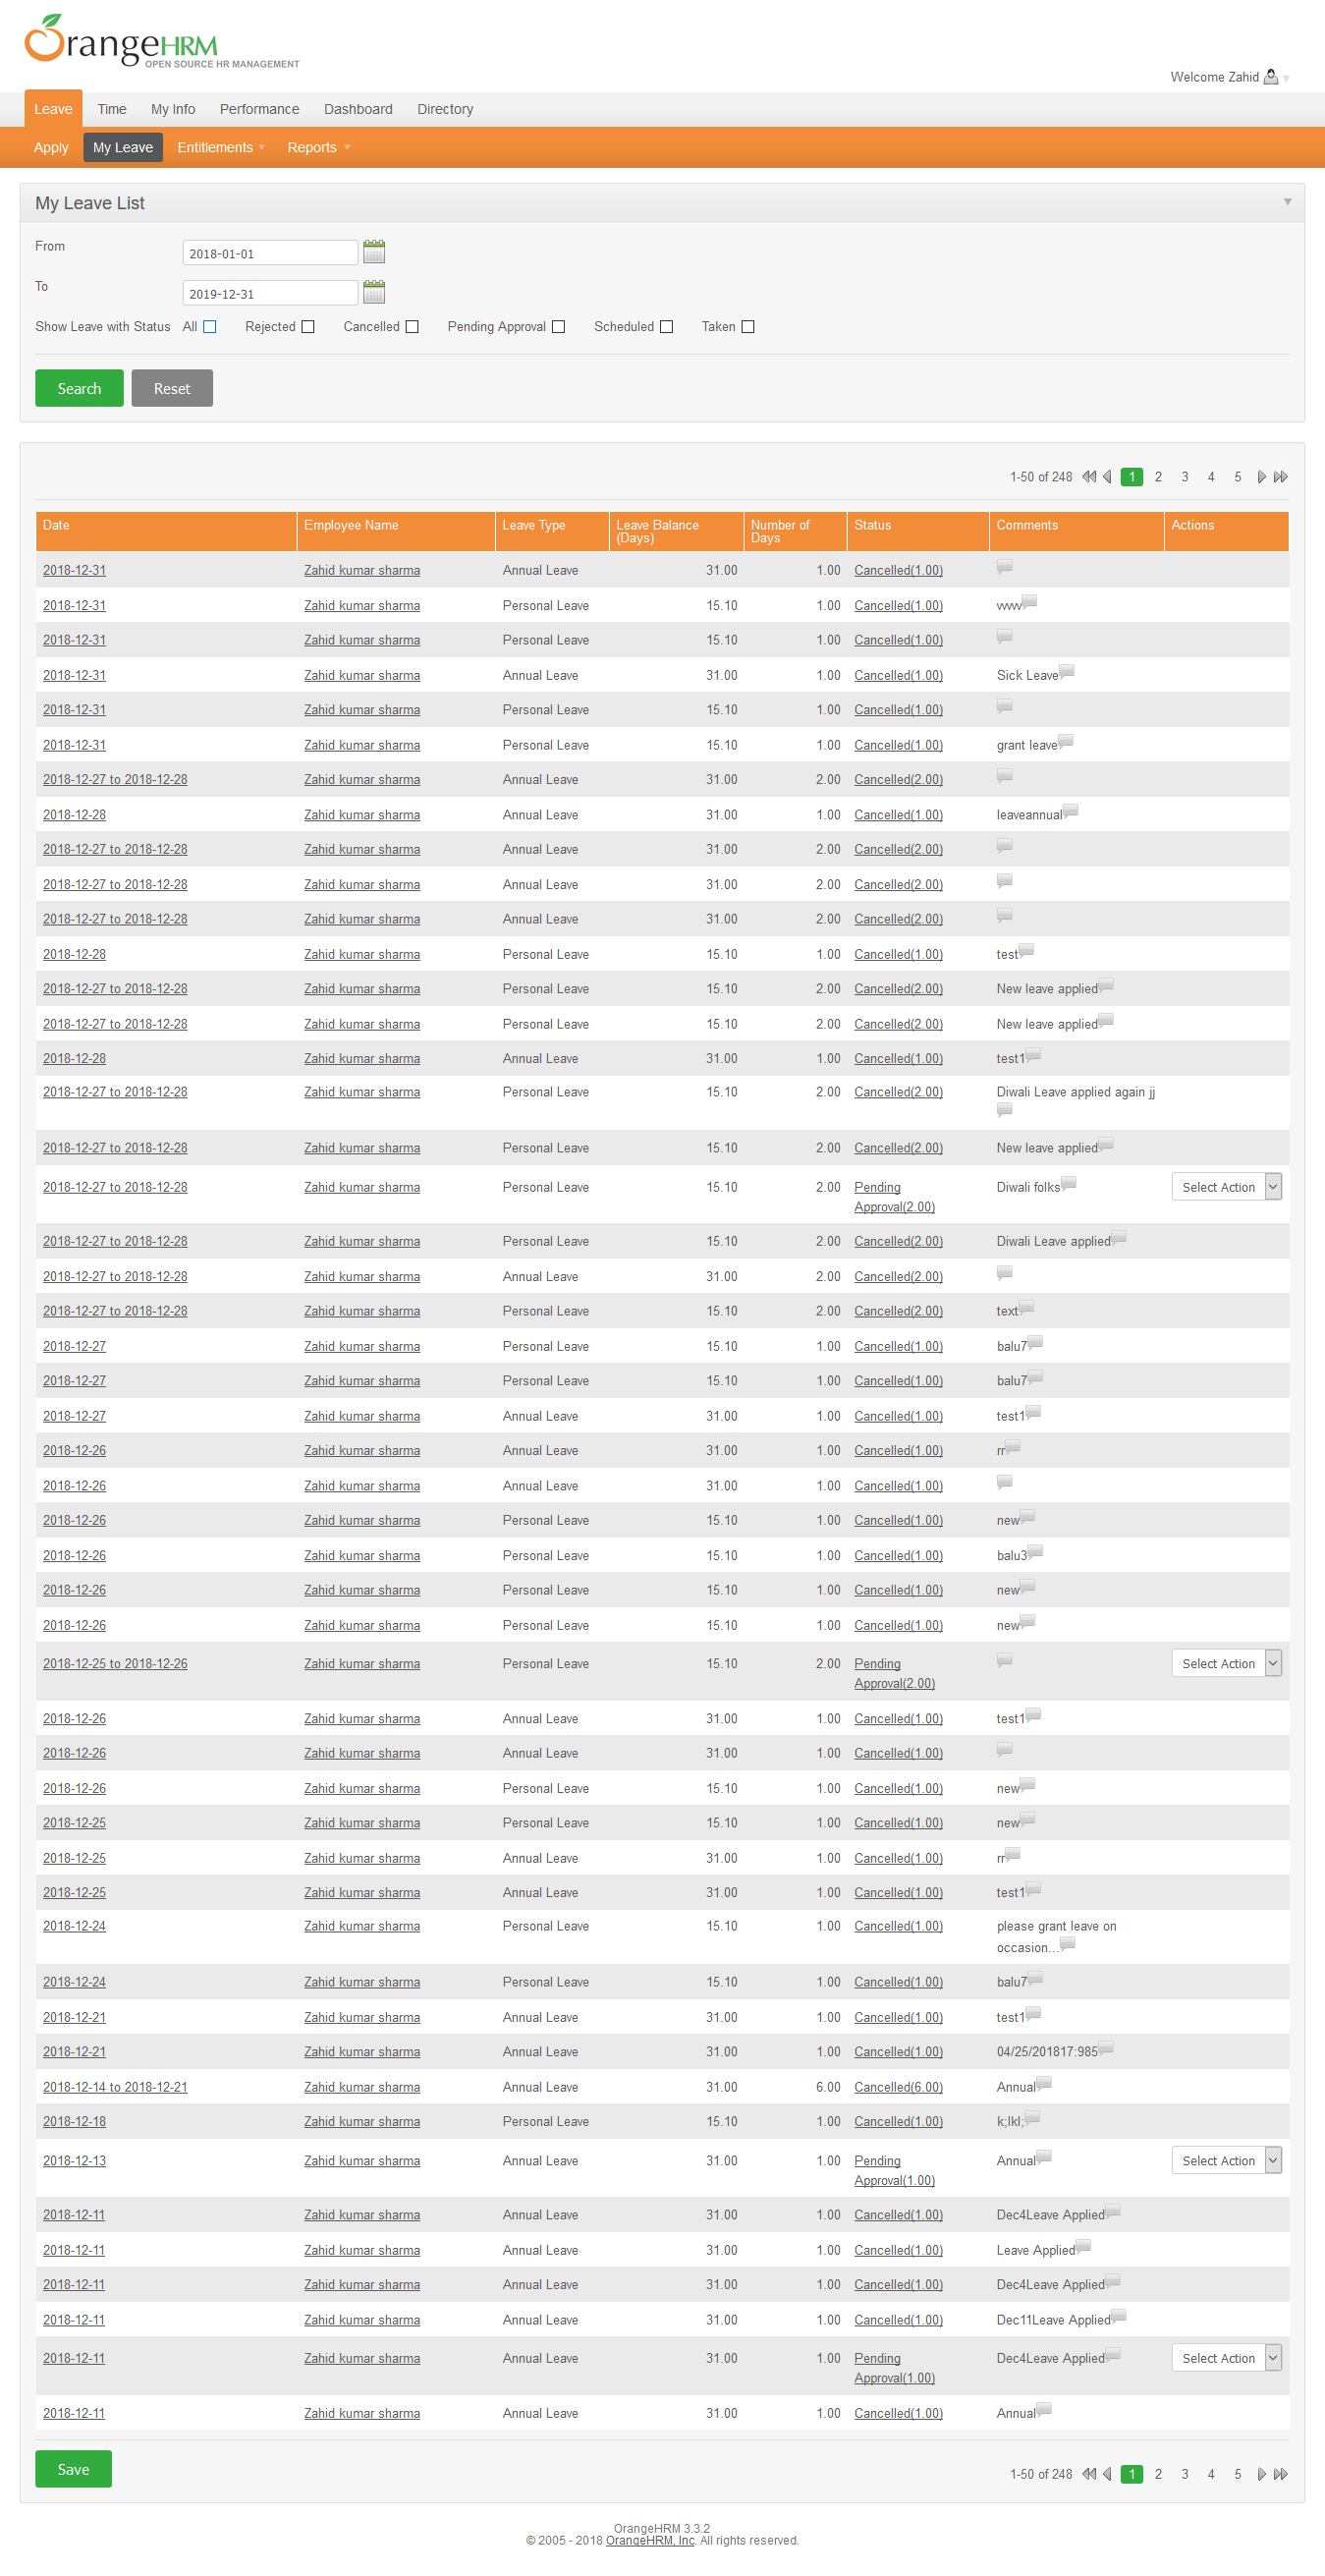 OrangeHRM
OPEN SOURCE HR MANAGEMENT
Welcome Zahid
Leave Time My Info Performance Dashboard Directory
Apply My Leave Entitlements Reports
My Leave List
From 2018-01-01
To 2019-12-31
Show Leave with Status All Rejected Cancelled Pending Approval Scheduled Taken
Search Reset
1-50 of 248 1 2 3 4 5
Date Employee Name Leave Type Leave Balance (Days) Number of Days Status Comments Actions
2018-12-31 Zahid kumar sharma Annual Leave 31.00 1.00 Cancelled(1.00)
2018-12-31 Zahid kumar sharma Personal Leave 15.10 1.00 Cancelled(1.00)
2018-12-31 Zahid kumar sharma Personal Leave 15.10 1.00 Cancelled(1.00)
2018-12-31 Zahid kumar sharma Annual Leave 31.00 1.00 Cancelled(1.00) Sick Leave
2018-12-31 Zahid kumar sharma Personal Leave 15.10 1.00 Cancelled(1.00)
2018-12-31 Zahid kumar sharma Personal Leave 15.10 1.00 Cancelled(1.00) grant leave
2018-12-27 to 2018-12-28 Zahid kumar sharma Annual Leave 31.00 2.00 Cancelled(2.00)
2018-12-28 Zahid kumar sharma Annual Leave 31.00 1.00 Cancelled(1.00) leaveannual
2018-12-27 to 2018-12-28 Zahid kumar sharma Annual Leave 31.00 2.00 Cancelled(2.00)
2018-12-27 to 2018-12-28 Zahid kumar sharma Annual Leave 31.00 2.00 Cancelled(2.00)
2018-12-27 to 2018-12-28 Zahid kumar sharma Annual Leave 31.00 2.00 Cancelled(2.00)
2018-12-28 Zahid kumar sharma Personal Leave 15.10 1.00 Cancelled(1.00) test
2018-12-27 to 2018-12-28 Zahid kumar sharma Personal Leave 15.10 2.00 Cancelled(2.00) New leave applied
2018-12-27 to 2018-12-28 Zahid kumar sharma Personal Leave 15.10 2.00 Cancelled(2.00) New leave applied
2018-12-28 Zahid kumar sharma Annual Leave 31.00 1.00 Cancelled(1.00) test1
2018-12-27 to 2018-12-28 Zahid kumar sharma Personal Leave 15.10 2.00 Cancelled(2.00) Diwali Leave applied again jj
2018-12-27 to 2018-12-28 Zahid kumar sharma Personal Leave 15.10 2.00 Cancelled(2.00) New leave applied
2018-12-27 to 2018-12-28 Zahid kumar sharma Personal Leave 15.10 2.00 Pending Diwali folks Select Action
Approval(2.00)
2018-12-27 to 2018-12-28 Zahid kumar sharma Personal Leave 15.10 2.00 Cancelled(2.00) Diwali Leave applied
2018-12-27 to 2018-12-28 Zahid kumar sharma Annual Leave 31.00 2.00 Cancelled(2.00)
2018-12-27 to 2018-12-28 Zahid kumar sharma Personal Leave 15.10 2.00 Cancelled(2.00) text
2018-12-27 Zahid kumar sharma Personal Leave 15.10 1.00 Cancelled(1.00) balu7
2018-12-27 Zahid kumar sharma Personal Leave 15.10 1.00 Cancelled(1.00) balu7
2018-12-27 Zahid kumar sharma Annual Leave 31.00 1.00 Cancelled(1.00) test1
2018-12-26 Zahid kumar sharma Annual Leave 31.00 1.00 Cancelled(1.00) rr
2018-12-26 Zahid kumar sharma Annual Leave 31.00 1.00 Cancelled(1.00)
2018-12-26 Zahid kumar sharma Personal Leave 15.10 1.00 Cancelled(1.00) new
2018-12-26 Zahid kumar sharma Personal Leave 15.10 1.00 Cancelled(1.00) balu3
2018-12-26 Zahid kumar sharma Personal Leave 15.10 1.00 Cancelled(1.00) new
2018-12-26 Zahid kumar sharma Personal Leave 15.10 1.00 Cancelled(1.00) new
2018-12-25 to 2018-12-26 Zahid kumar sharma Personal Leave 15.10 2.00 Pending Select Action
Approval(2.00)
2018-12-26 Zahid kumar sharma Annual Leave 31.00 1.00 Cancelled(1.00) test1
2018-12-26 Zahid kumar sharma Annual Leave 31.00 1.00 Cancelled(1.00)
2018-12-26 Zahid kumar sharma Personal Leave 15.10 1.00 Cancelled(1.00) new
2018-12-25 Zahid kumar sharma Personal Leave 15.10 1.00 Cancelled(1.00) new
2018-12-25 Zahid kumar sharma Annual Leave 31.00 1.00 Cancelled(1.00) rr
2018-12-25 Zahid kumar sharma Annual Leave 31.00 1.00 Cancelled(1.00) test1
2018-12-24 Zahid kumar sharma Personal Leave 15.10 1.00 Cancelled(1.00) please grant leave on
occasion...
2018-12-24 Zahid kumar sharma Personal Leave 15.10 1.00 Cancelled(1.00) balu7
2018-12-21 Zahid kumar sharma Annual Leave 31.00 1.00 Cancelled(1.00) test1
2018-12-21 Zahid kumar sharma Annual Leave 31.00 1.00 Cancelled(1.00) 04/25/201817:985
2018-12-14 to 2018-12-21 Zahid kumar sharma Annual Leave 31.00 6.00 Cancelled(6.00) Annual
2018-12-18 Zahid kumar sharma Personal Leave 15.10 1.00 Cancelled(1.00) k;lkl;
2018-12-13 Zahid kumar sharma Annual Leave 31.00 1.00 Pending Annual Select Action
Approval(1.00)
2018-12-11 Zahid kumar sharma Annual Leave 31.00 1.00 Cancelled(1.00) Dec4Leave Applied
2018-12-11 Zahid kumar sharma Annual Leave 31.00 1.00 Cancelled(1.00) Leave Applied
2018-12-11 Zahid kumar sharma Annual Leave 31.00 1.00 Cancelled(1.00) Dec4Leave Applied
2018-12-11 Zahid kumar sharma Annual Leave 31.00 1.00 Cancelled(1.00) Dec11Leave Applied
2018-12-11 Zahid kumar sharma Annual Leave 31.00 1.00 Pending Dec4Leave Applied Select Action
Approval(1.00)
2018-12-11 Zahid kumar sharma Annual Leave 31.00 1.00 Cancelled(1.00) Annual
Save
1-50 of 248 1 2 3 4 5
OrangeHRM 3.3.2
© 2005 - 2018 OrangeHRM, Inc. All rights reserved.